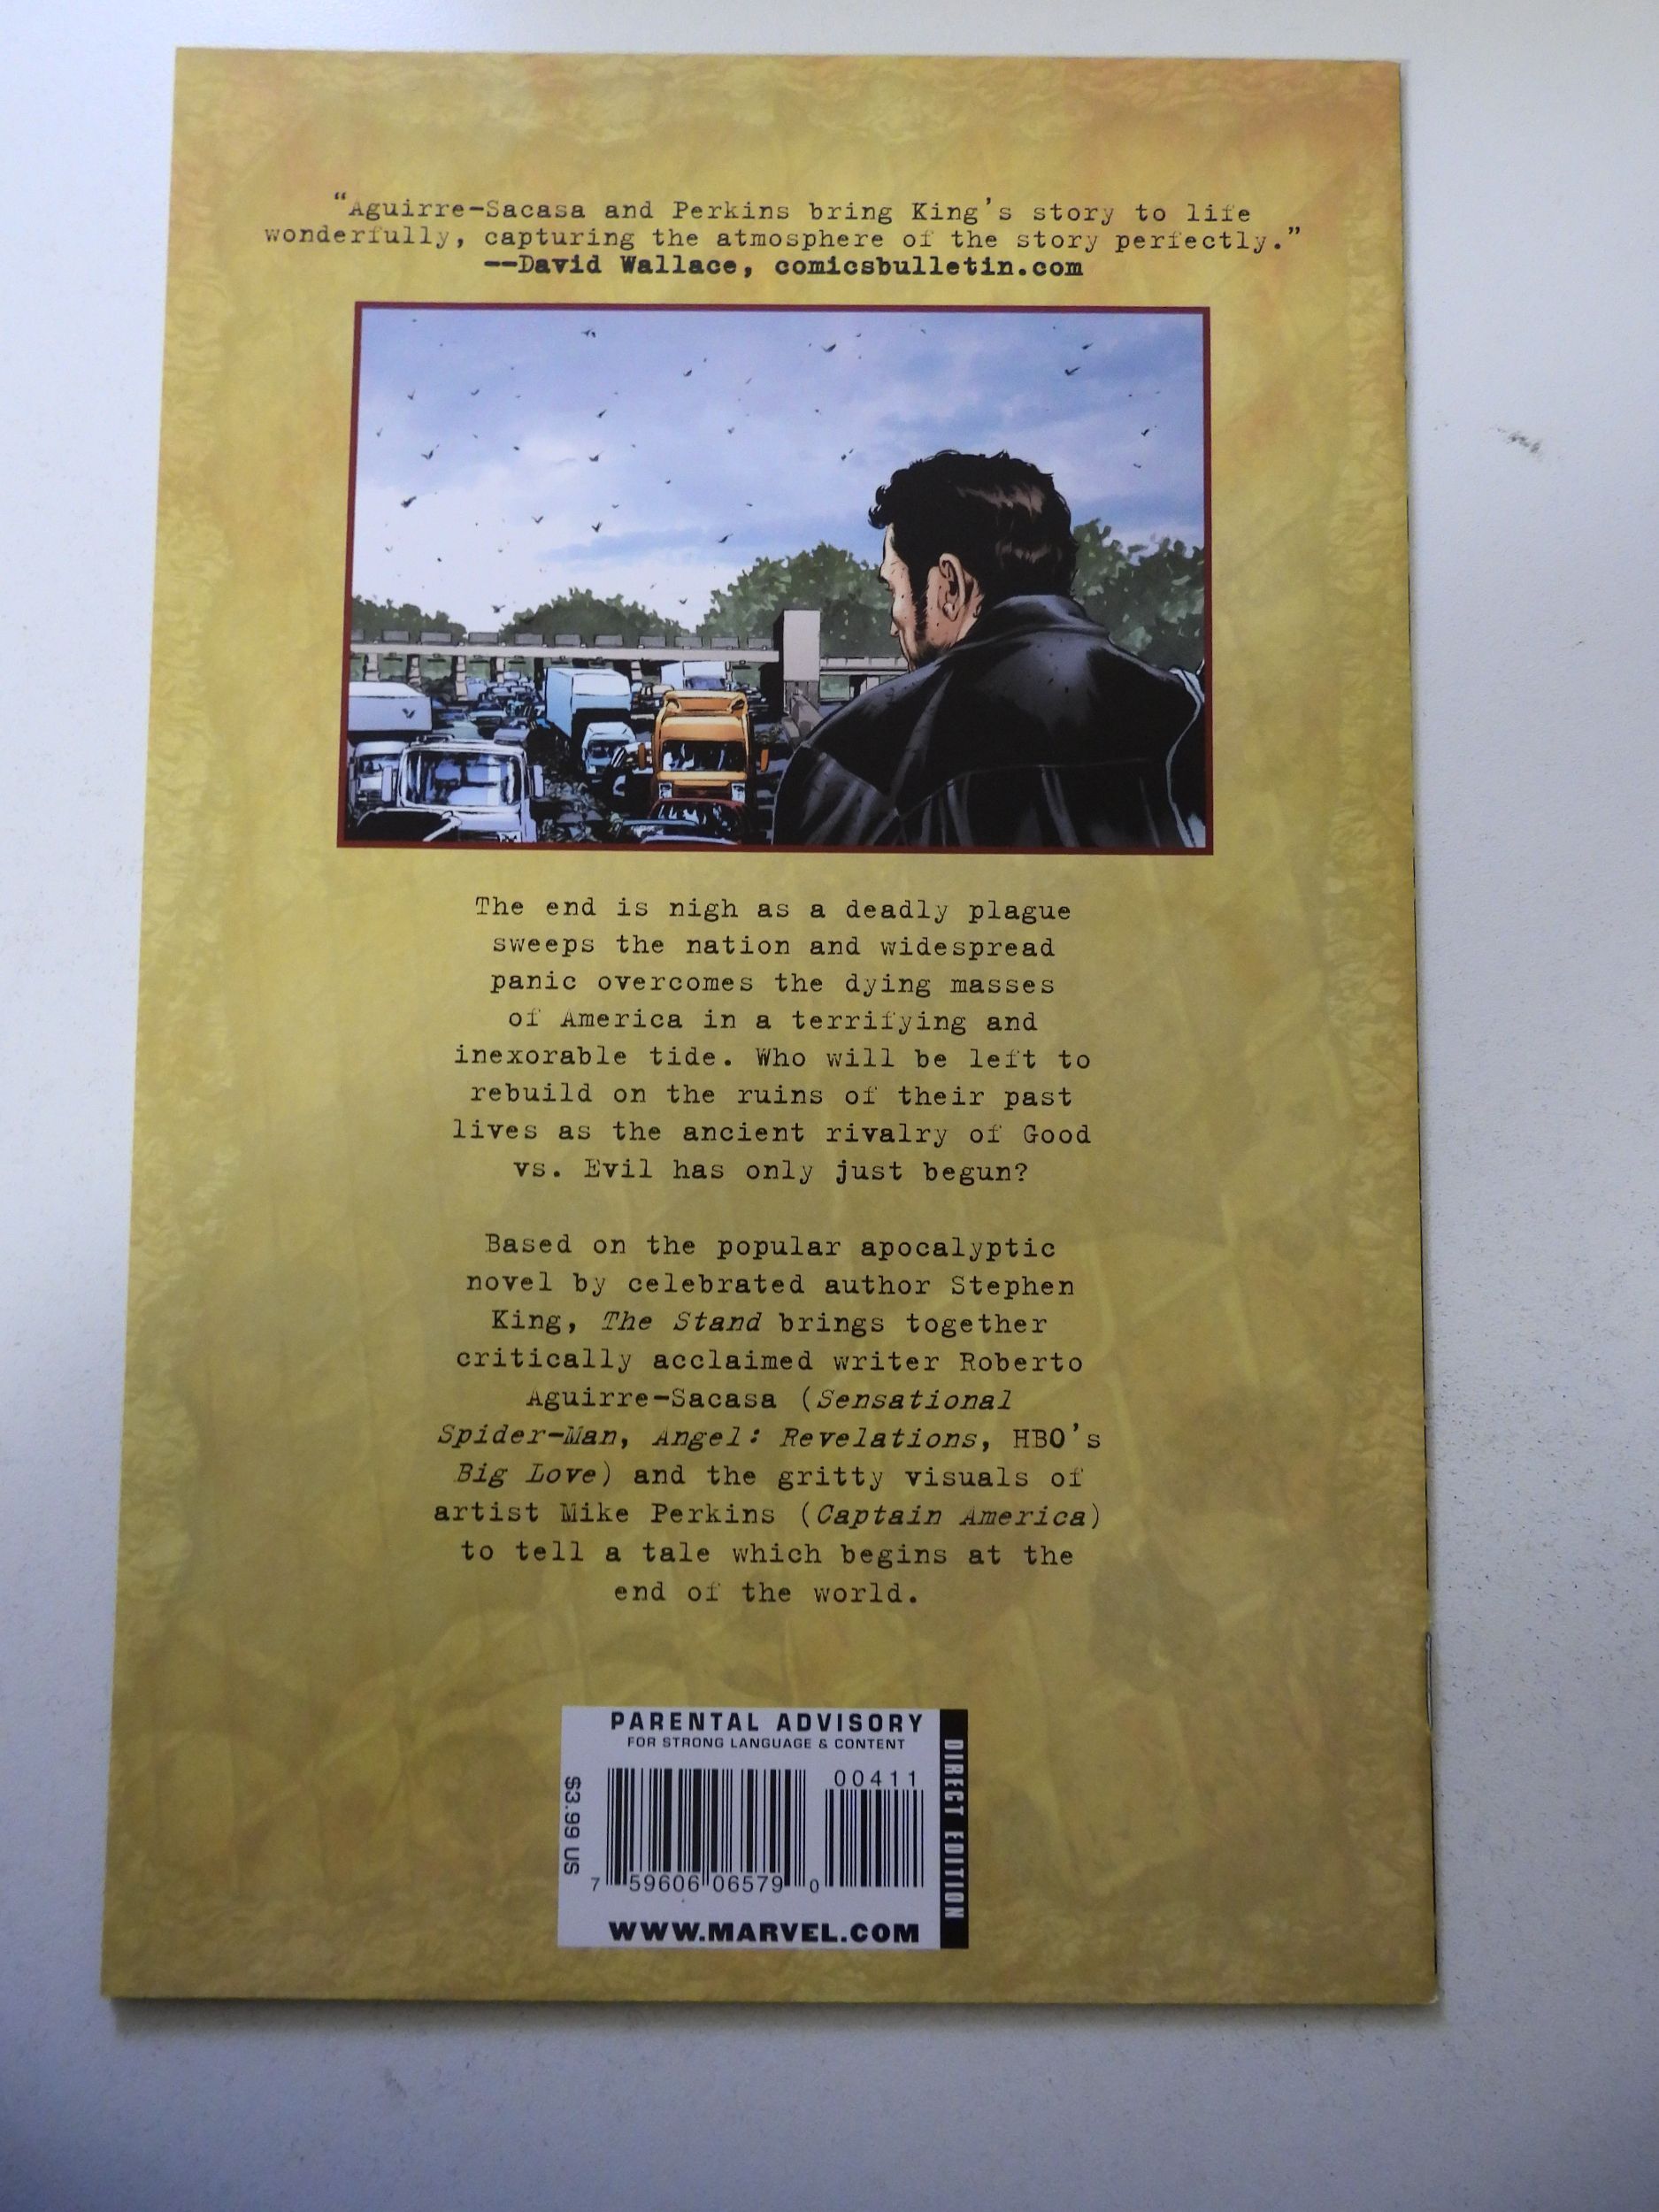 “Aguirre-Sacasa and Perkins bring King’s story to life
wonderfully, capturing the atmosphere of the story perfectly.”
--David Wallace, comicsbulletin.com
The end is nigh as a deadly plague
sweeps the nation and widespread
panic overcomes the dying masses
of America in a terrifying and
inexorable tide. Who will be left to
rebuild on the ruins of their past
lives as the ancient rivalry of Good
vs. Evil has only just begun?
Based on the popular apocalyptic
novel by celebrated author Stephen
King, The Stand brings together
critically acclaimed writer Roberto
Aguirre-Sacasa (Sensational
Spider-Man, Angel: Revelations, HBO’s
Big Love) and the gritty visuals of
artist Mike Perkins (Captain America)
to tell a tale which begins at the
end of the world.
PARENTAL ADVISORY
FOR STRONG LANGUAGE & CONTENT
$3.99 US
00411
7 59606 06579 0
DIRECT EDITION
WWW.MARVEL.COM